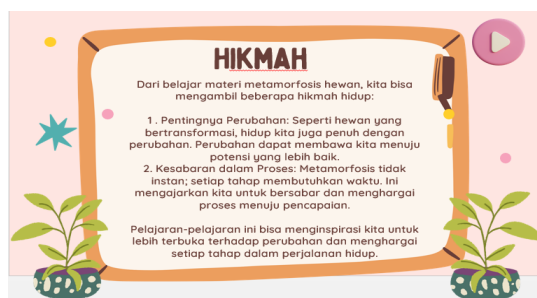 HIKMAH
Dari belajar materi metamorfosis hewan, kita bisa
mengambil beberapa hikmah hidup:
1 . Pentingnya Perubahan: Seperti hewan yang
bertransformasi, hidup kita juga penuh dengan
perubahan. Perubahan dapat membawa kita menuju
potensi yang lebih baik.
2. Kesabaran dalam Proses: Metamorfosis tidak
instan; setiap tahap membutuhkan waktu. Ini
mengajarkan kita untuk bersabar dan menghargai
proses menuju pencapaian.
Pelajaran-pelajaran ini bisa menginspirasi kita untuk
lebih terbuka terhadap perubahan dan menghargai
setiap tahap dalam perjalanan hidup.